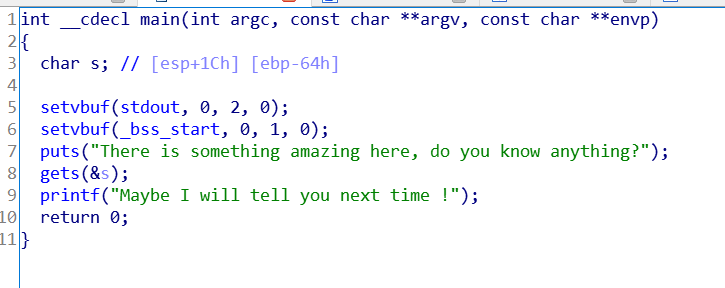 1 int __cdecl main(int argc, const char **argv, const char **envp)
2 {
3 char s; // [esp+1Ch] [ebp-64h]
4
5 setvbuf(stdout, 0, 2, 0);
6 setvbuf(_bss_start, 0, 1, 0);
7 puts("There is something amazing here, do you know anything?");
8 gets(&s);
9 printf("Maybe I will tell you next time !");
10 return 0;
11 }